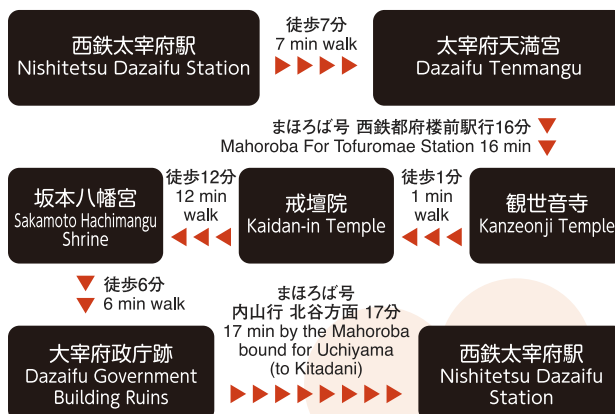 西鉄太宰府駅
Nishitetsu Dazaifu Station
徒歩7分
7 min walk
太宰府天満宮
Dazaifu Tenmangu
まほろば号 西鉄都府楼前駅行16分
Mahoroba For Tofuromae Station 16 min
観世音寺
Kanzeonji Temple
徒歩1分
1 min
walk
戒壇院
Kaidan-in Temple
徒歩12分
12 min
walk
坂本八幡宮
Sakamoto Hachimangu
Shrine
徒歩6分
6 min walk
大宰府政庁跡
Dazaifu Government
Building Ruins
まほろば号
内山行 北谷方面 17分
17 min by the Mahoroba
bound for Uchiyama
(to Kitadani)
西鉄太宰府駅
Nishitetsu Dazaifu
Station